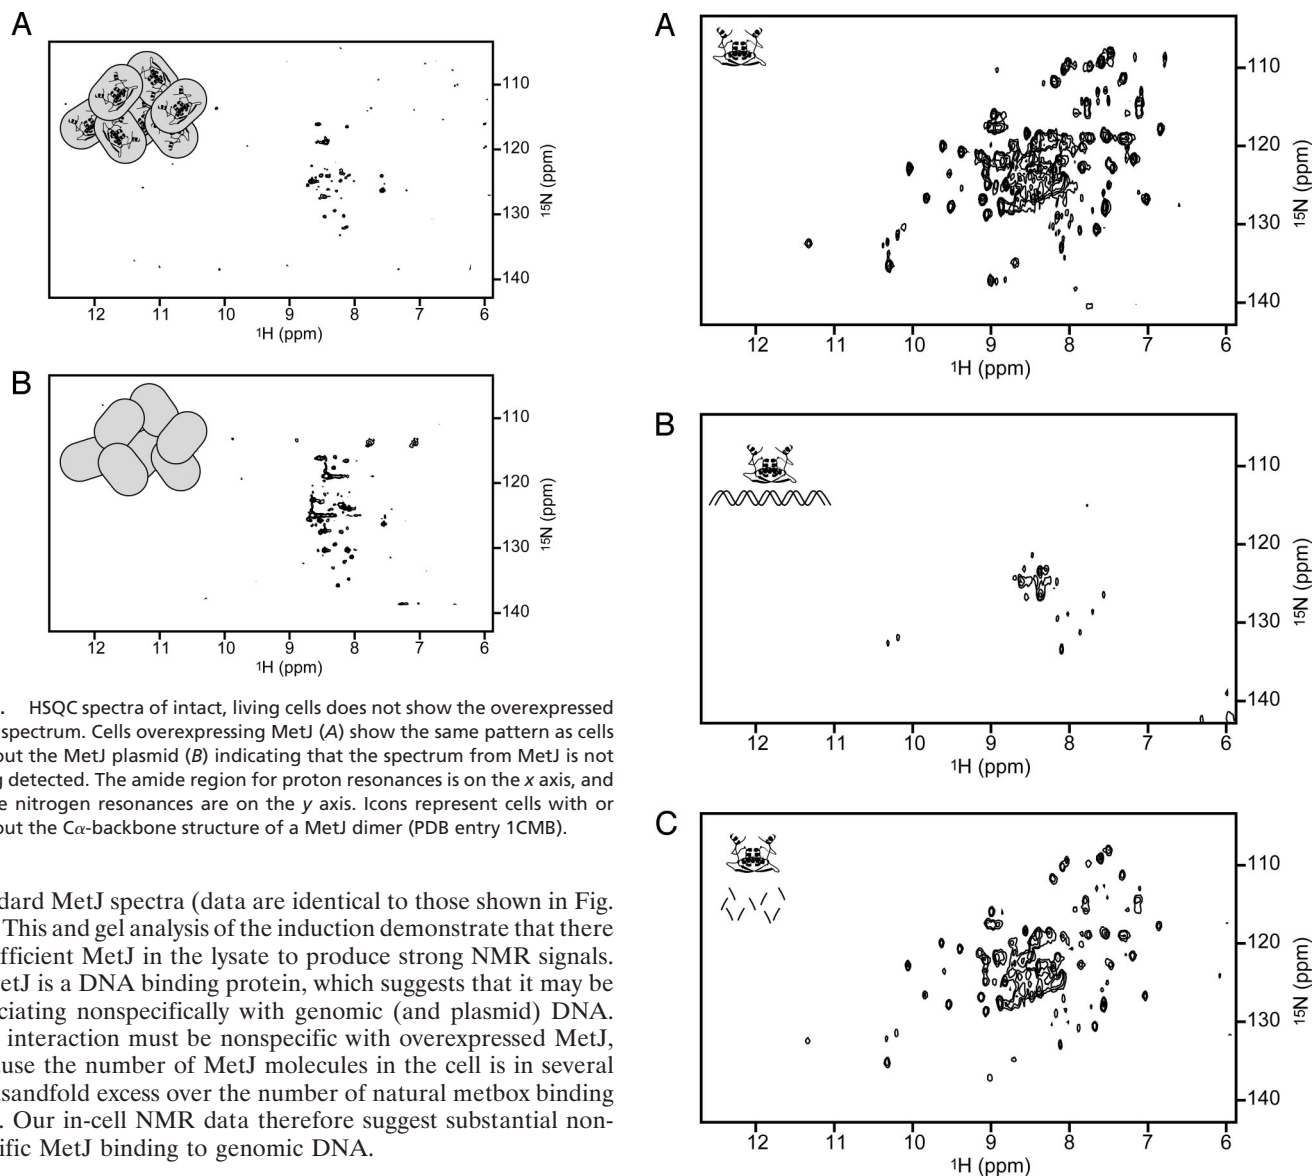 A
110
120
130
140
15N (ppm)
12 11 10 9 8 7 6
1H (ppm)
B
110
120
130
140
15N (ppm)
12 11 10 9 8 7 6
1H (ppm)
. HSQC spectra of intact, living cells does not show the overexpressed
spectrum. Cells overexpressing MetJ (A) show the same pattern as cells
out the MetJ plasmid (B) indicating that the spectrum from MetJ is not
g detected. The amide region for proton resonances is on the x axis, and
e nitrogen resonances are on the y axis. Icons represent cells with or
out the Cα-backbone structure of a MetJ dimer (PDB entry 1CMB).
dard MetJ spectra (data are identical to those shown in Fig.
This and gel analysis of the induction demonstrate that there
fficient MetJ in the lysate to produce strong NMR signals.
etJ is a DNA binding protein, which suggests that it may be
ciating nonspecifically with genomic (and plasmid) DNA.
interaction must be nonspecific with overexpressed MetJ,
ause the number of MetJ molecules in the cell is in several
usandfold excess over the number of natural metbox binding
. Our in-cell NMR data therefore suggest substantial non-
ific MetJ binding to genomic DNA.
A
110
120
130
140
15N (ppm)
12 11 10 9 8 7 6
1H (ppm)
B
110
120
130
140
15N (ppm)
12 11 10 9 8 7 6
1H (ppm)
C
110
120
130
140
15N (ppm)
12 11 10 9 8 7 6
1H (ppm)